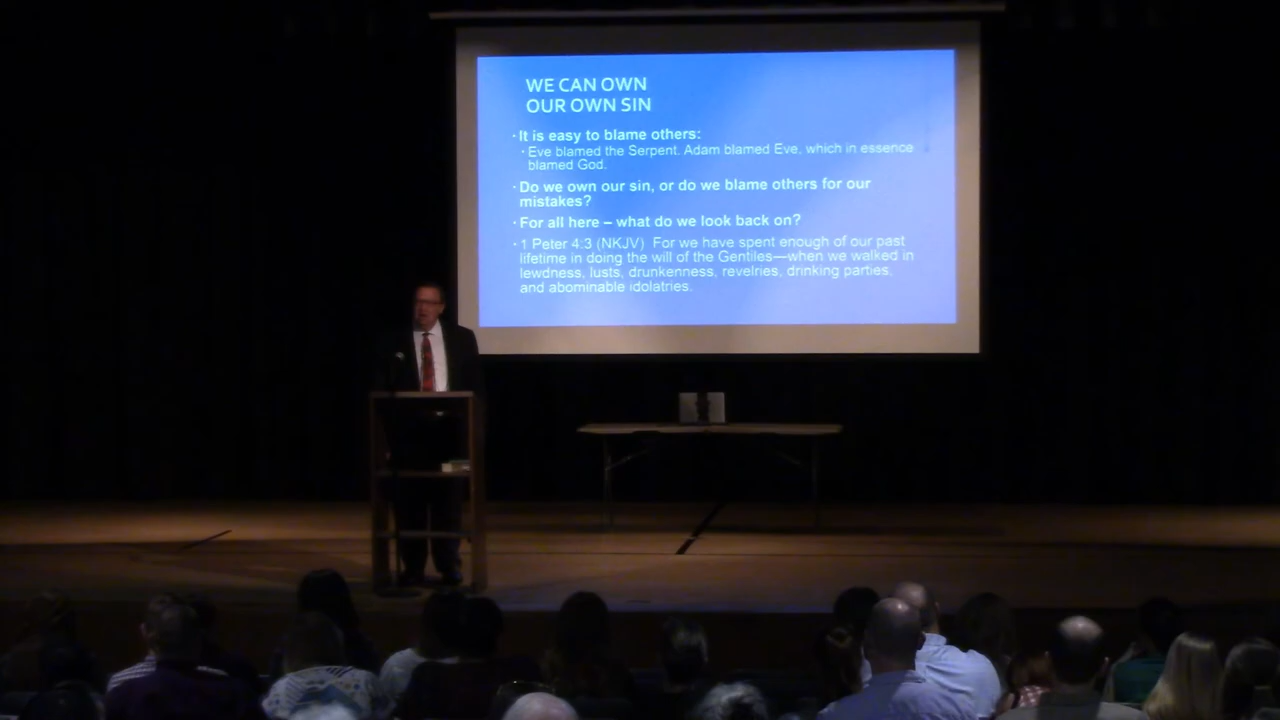 WE CAN OWN
OUR OWN SIN
· It is easy to blame others:
· Eve blamed the Serpent. Adam blamed Eve, which in essence
blamed God.
· Do we own our sin, or do we blame others for our
mistakes?
· For all here – what do we look back on?
· 1 Peter 4:3 (NKJV) For we have spent enough of our past
lifetime in doing the will of the Gentiles—when we walked in
lewdness, lusts, drunkenness, revelries, drinking parties,
and abominable idolatries.